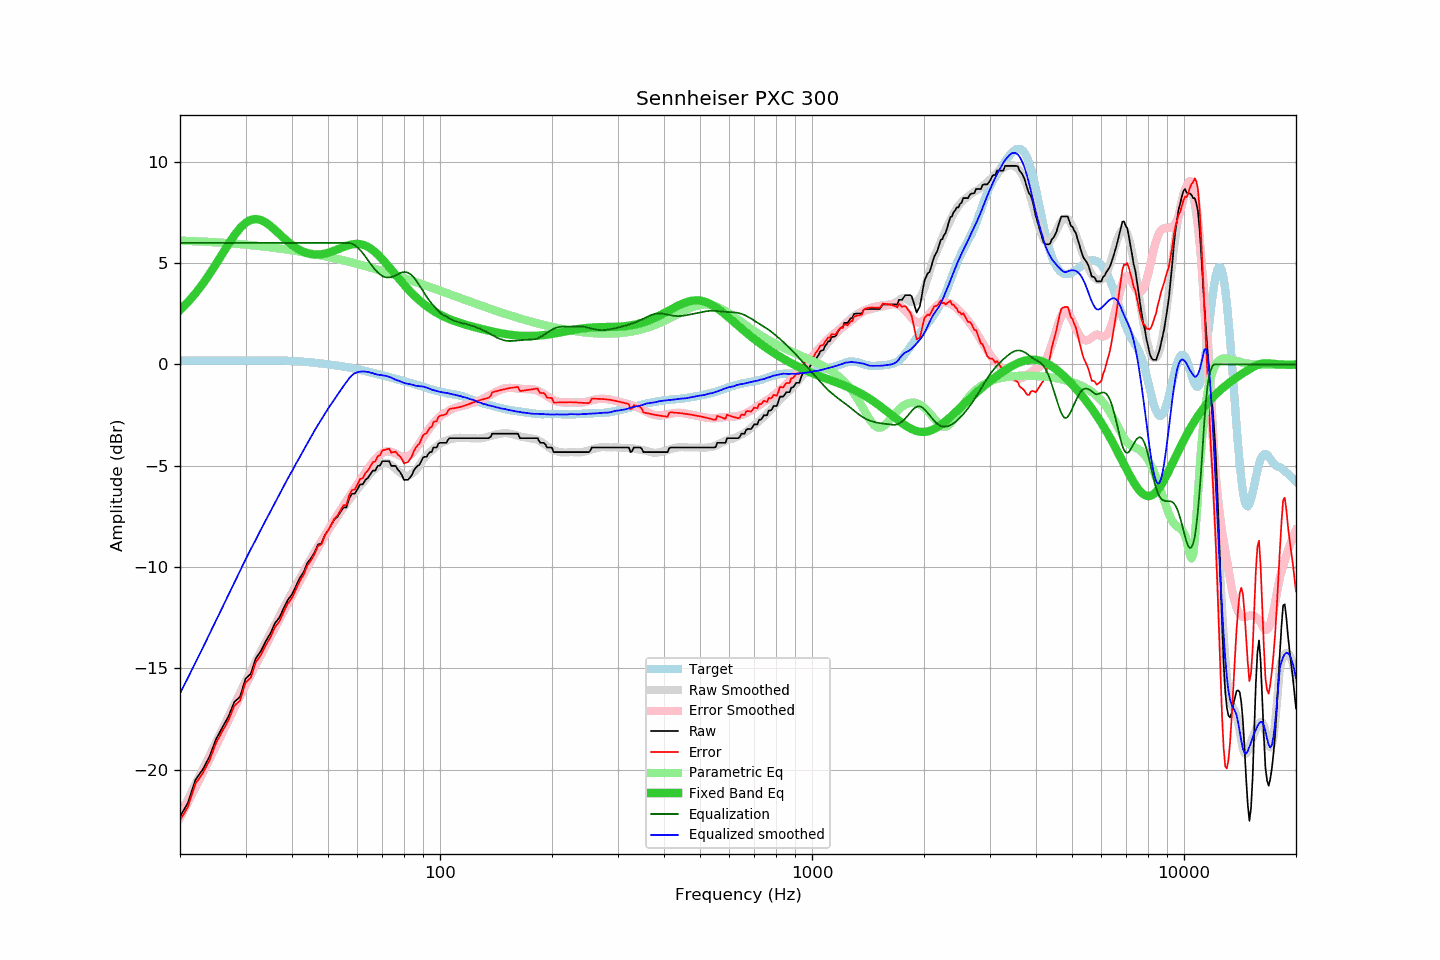 Sennheiser PXC 300
Amplitude (dBr)
10
5
0
−5
−10
−15
−20
Target
Raw Smoothed
Error Smoothed
Raw
Error
Parametric Eq
Fixed Band Eq
Equalization
Equalized smoothed
100
1000
10000
Frequency (Hz)